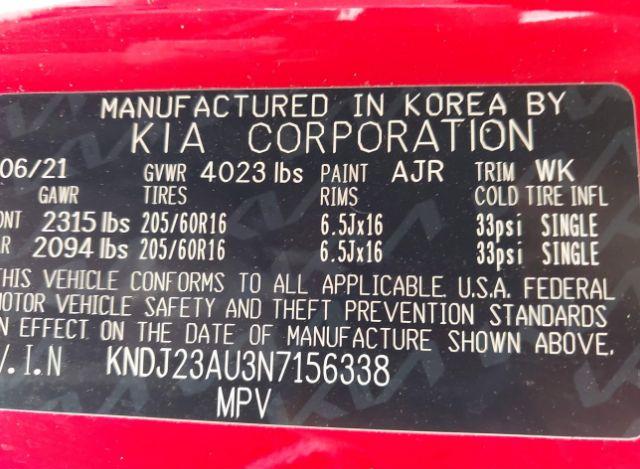 MANUFACTURED IN KOREA BY
KIA CORPORATION
06/21 GVWR 4023 lbs PAINT AJR TRIM WK
GAWR TIRES RIMS COLD TIRE INFL
NT 2315 lbs 205/60R16 6.5Jx16 33psi SINGLE
R 2094 lbs 205/60R16 6.5Jx16 33psi SINGLE
THIS VEHICLE CONFORMS TO ALL APPLICABLE U.S.A. FEDERAL
MOTOR VEHICLE SAFETY AND THEFT PREVENTION STANDARDS
IN EFFECT ON THE DATE OF MANUFACTURE SHOWN ABOVE.
V.I.N KNDJ23AU3N7156338
MPV